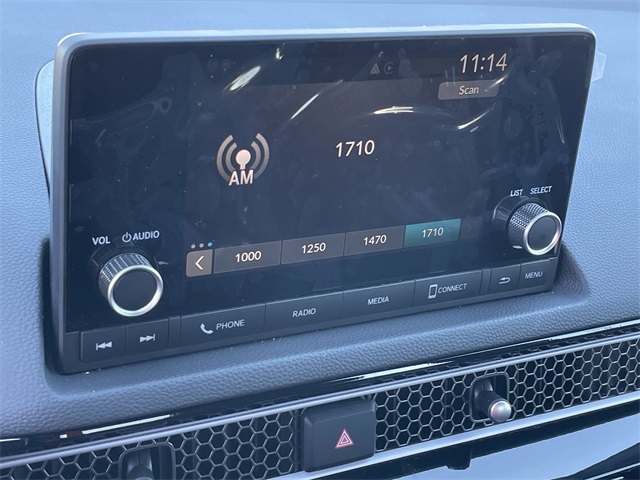 11:14
Scan
1710
AM
LIST SELECT
VOL AUDIO
1000 1250 1470 1710
PHONE RADIO MEDIA CONNECT MENU